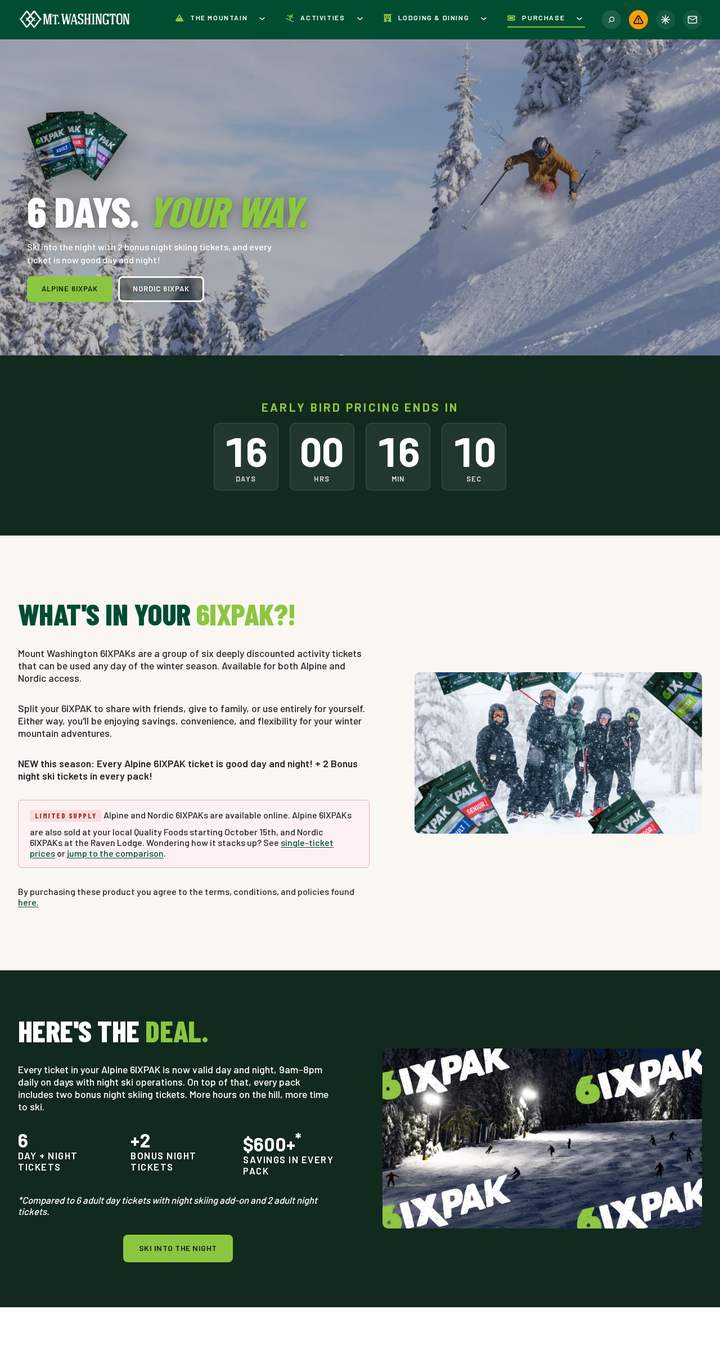 MT. WASHINGTON
THE MOUNTAIN
ACTIVITIES
LODGING & DINING
PURCHASE
6IXPAK
ADULT
6 DAYS. YOUR WAY.
Ski into the night with 2 bonus night skiing tickets, and every
ticket is now good day and night!
ALPINE 6IXPAK
NORDIC 6IXPAK
EARLY BIRD PRICING ENDS IN
16 00 16 10
DAYS HRS MIN SEC
WHAT'S IN YOUR 6IXPAK?!
Mount Washington 6IXPAKs are a group of six deeply discounted activity tickets
that can be used any day of the winter season. Available for both Alpine and
Nordic access.
Split your 6IXPAK to share with friends, give to family, or use entirely for yourself.
Either way, you'll be enjoying savings, convenience, and flexibility for your winter
mountain adventures.
NEW this season: Every Alpine 6IXPAK ticket is good day and night! + 2 Bonus
night ski tickets in every pack!
LIMITED SUPPLY Alpine and Nordic 6IXPAKs are available online. Alpine 6IXPAKs
are also sold at your local Quality Foods starting October 15th, and Nordic
6IXPAKs at the Raven Lodge. Wondering how it stacks up? See single-ticket
prices or jump to the comparison.
By purchasing these product you agree to the terms, conditions, and policies found
here.
HERE'S THE DEAL.
Every ticket in your Alpine 6IXPAK is now valid day and night, 9am–8pm
daily on days with night ski operations. On top of that, every pack
includes two bonus night skiing tickets. More hours on the hill, more time
to ski.
6
DAY + NIGHT
TICKETS
+2
BONUS NIGHT
TICKETS
$600+*
SAVINGS IN EVERY
PACK
*Compared to 6 adult day tickets with night skiing add-on and 2 adult night
tickets.
SKI INTO THE NIGHT
6IXPAK
6IXPAK
6IXPAK
6IXPAK